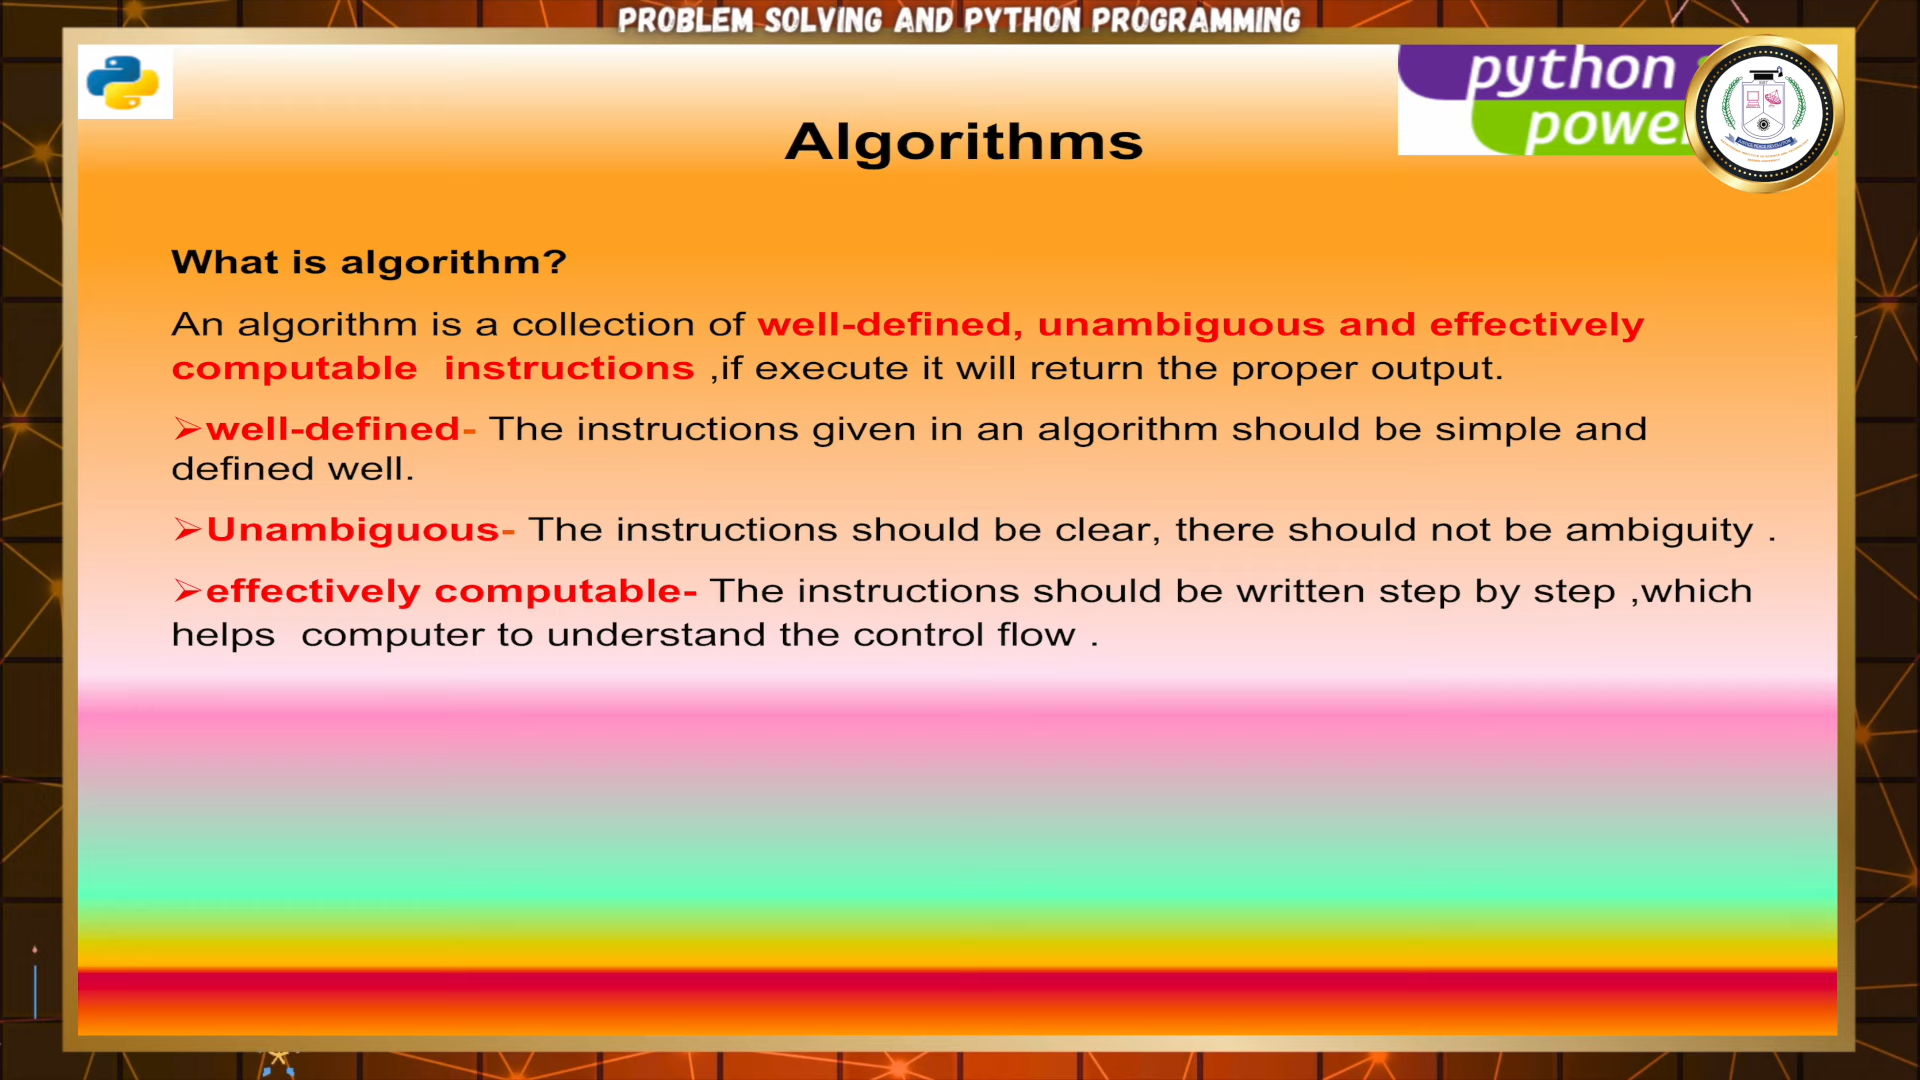 PROBLEM SOLVING AND PYTHON PROGRAMMING
python
power
Algorithms
What is algorithm?
An algorithm is a collection of well-defined, unambiguous and effectively
computable instructions ,if execute it will return the proper output.
➢well-defined- The instructions given in an algorithm should be simple and
defined well.
➢Unambiguous- The instructions should be clear, there should not be ambiguity .
➢effectively computable- The instructions should be written step by step ,which
helps computer to understand the control flow .